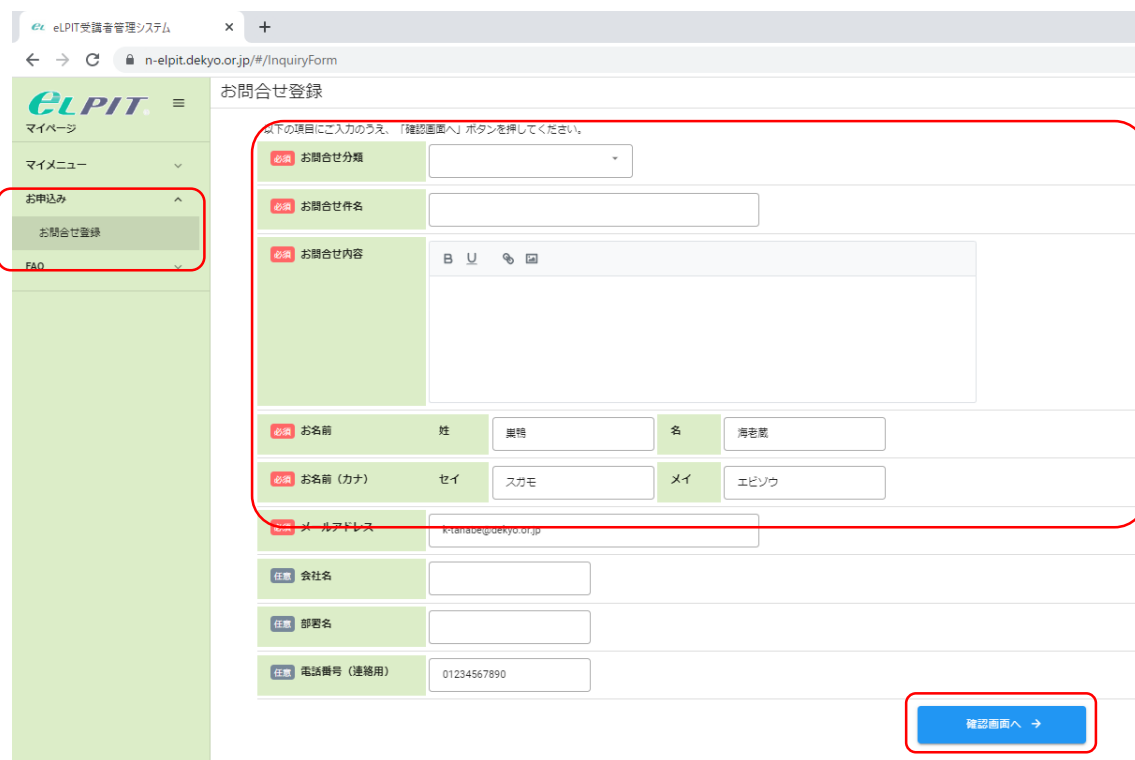 eL eLPIT受講者管理システム × +
n-elpit.dekyo.or.jp/#/InquiryForm
eLPIT
マイページ
マイメニュー
お申込み
お問合せ登録
FAQ
お問合せ登録
以下の項目にご入力のうえ、「確認画面へ」ボタンを押してください。
必須 お問合せ分類
必須 お問合せ件名
必須 お問合せ内容
B U
必須 お名前 姓 巣鴨 名 海老蔵
必須 お名前（カナ） セイ スガモ メイ エビゾウ
必須 メールアドレス k-tanabe@dekyo.or.jp
任意 会社名
任意 部署名
任意 電話番号（連絡用） 01234567890
確認画面へ →